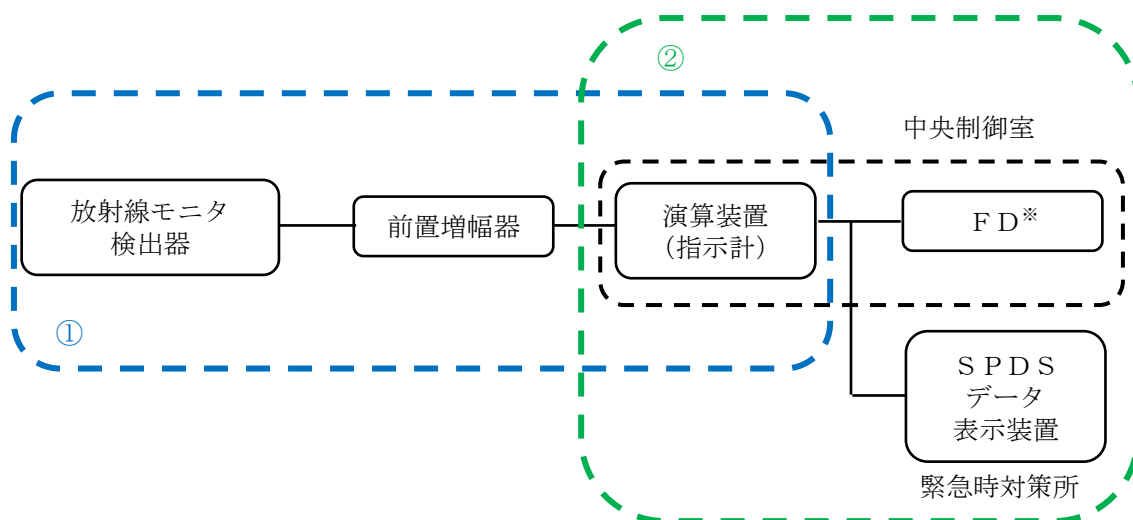 ②
中央制御室
放射線モニタ
検出器
前置増幅器
演算装置
（指示計）
ＦＤ※
①
ＳＰＤＳ
データ
表示装置
緊急時対策所